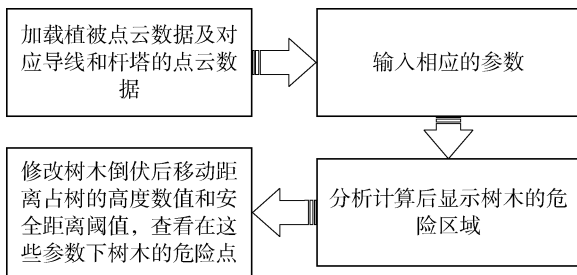 加载植被点云数据及对
应导线和杆塔的点云数
据
输入相应的参数
分析计算后显示树木的危
险区域
修改树木倒伏后移动距
离占树的高度数值和安
全距离阈值，查看在这
些参数下树木的危险点